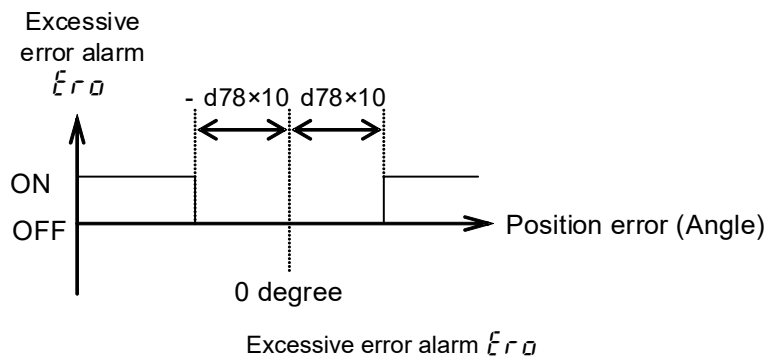 Excessive
error alarm
Ero
- d78×10 d78×10
ON
OFF
Position error (Angle)
0 degree
Excessive error alarm Ero